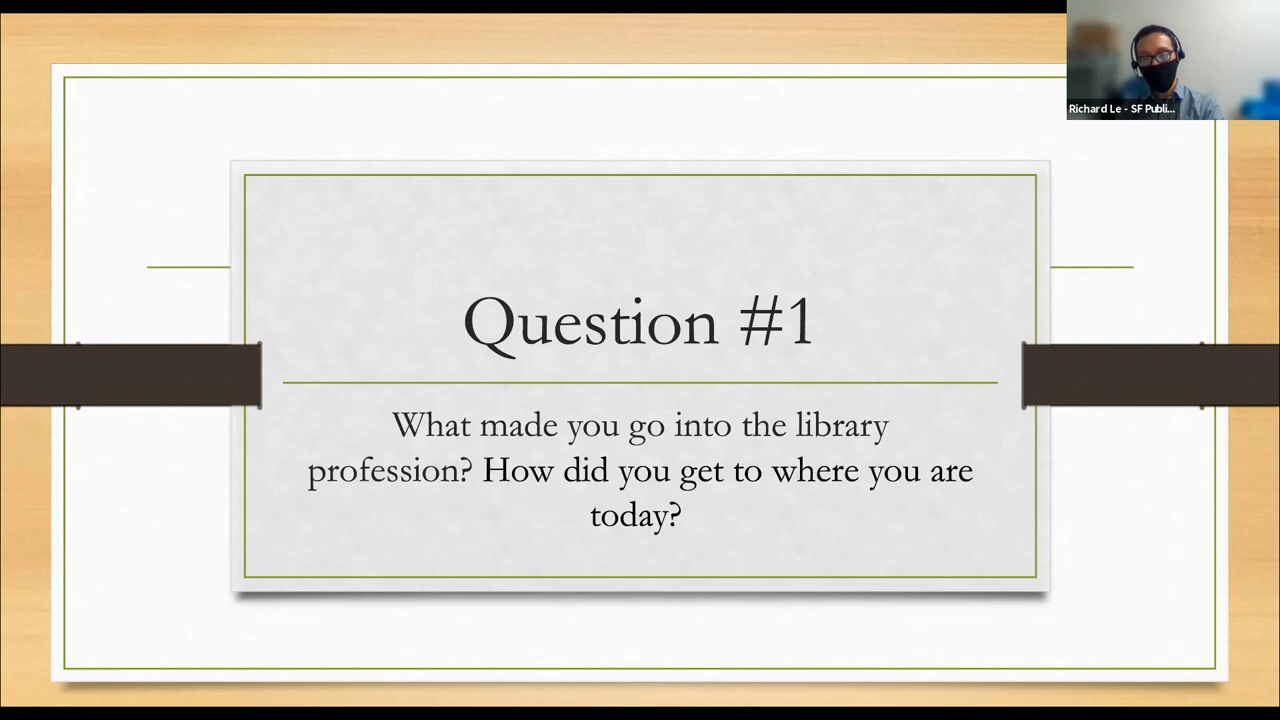 Richard Le - SF Publi...
Question #1
What made you go into the library
profession? How did you get to where you are
today?